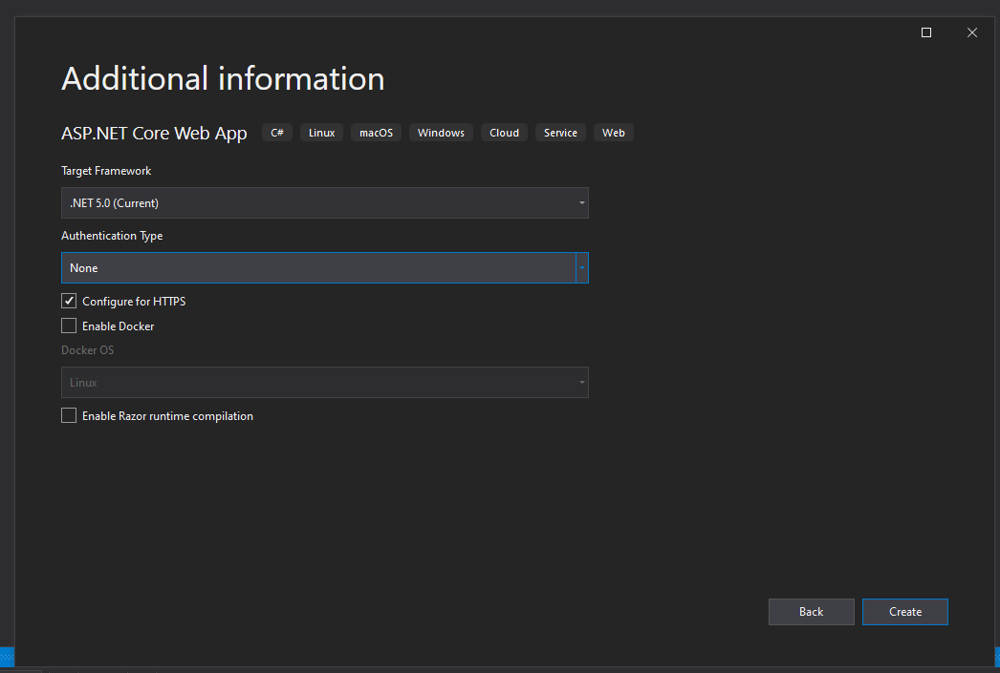 Additional information
ASP.NET Core Web App C# Linux macOS Windows Cloud Service Web
Target Framework
.NET 5.0 (Current)
Authentication Type
None
Configure for HTTPS
Enable Docker
Docker OS
Linux
Enable Razor runtime compilation
Back Create